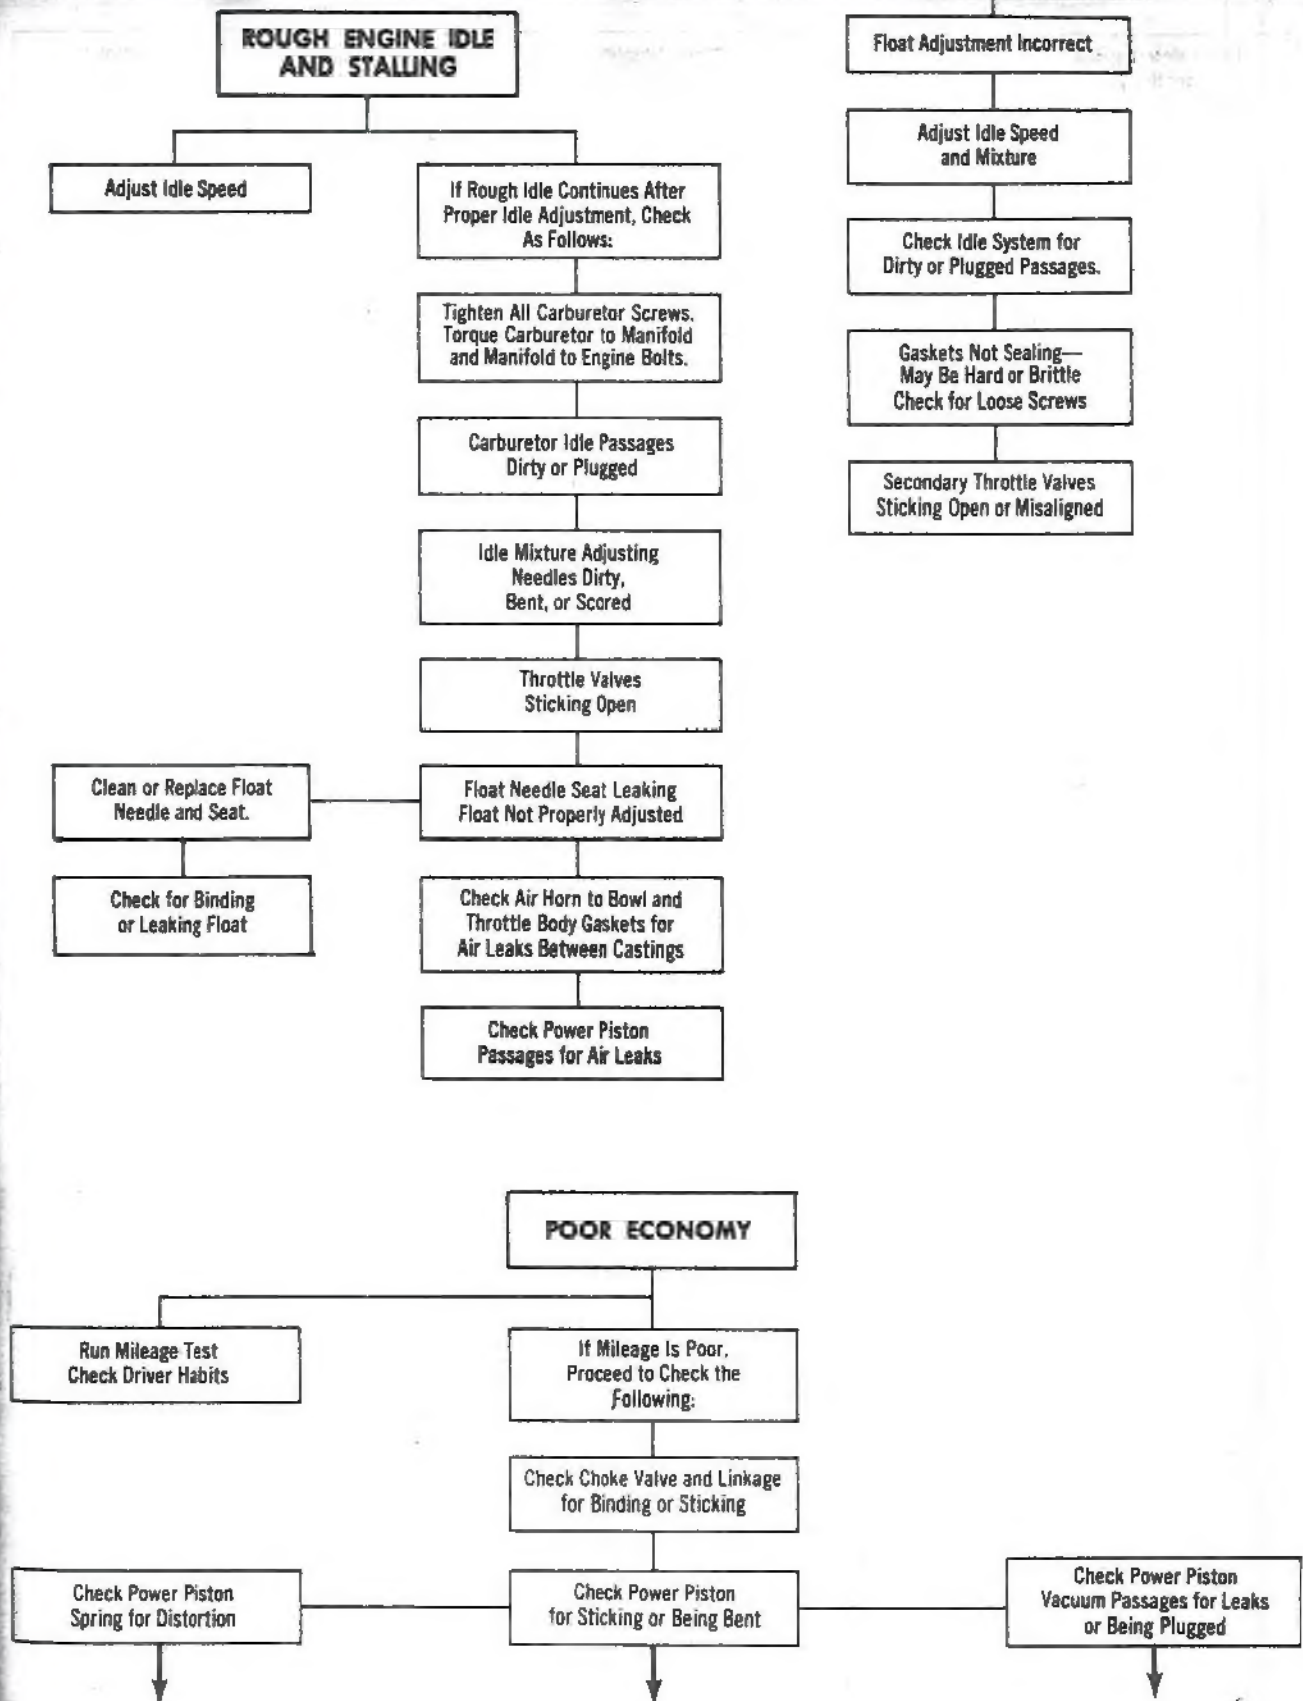 ROUGH ENGINE IDLE
AND STALLING
Adjust Idle Speed
If Rough Idle Continues After
Proper Idle Adjustment, Check
As Follows:
Tighten All Carburetor Screws.
Torque Carburetor to Manifold
and Manifold to Engine Bolts.
Carburetor Idle Passages
Dirty or Plugged
Idle Mixture Adjusting
Needles Dirty,
Bent, or Scored
Throttle Valves
Sticking Open
Clean or Replace Float
Needle and Seat.
Float Needle Seat Leaking
Float Not Properly Adjusted
Check for Binding
or Leaking Float
Check Air Horn to Bowl and
Throttle Body Gaskets for
Air Leaks Between Castings
Check Power Piston
Passages for Air Leaks
Float Adjustment Incorrect
Adjust Idle Speed
and Mixture
Check Idle System for
Dirty or Plugged Passages.
Gaskets Not Sealing—
May Be Hard or Brittle
Check for Loose Screws
Secondary Throttle Valves
Sticking Open or Misaligned
POOR ECONOMY
Run Mileage Test
Check Driver Habits
If Mileage Is Poor,
Proceed to Check the
Following:
Check Choke Valve and Linkage
for Binding or Sticking
Check Power Piston
Spring for Distortion
Check Power Piston
for Sticking or Being Bent
Check Power Piston
Vacuum Passages for Leaks
or Being Plugged